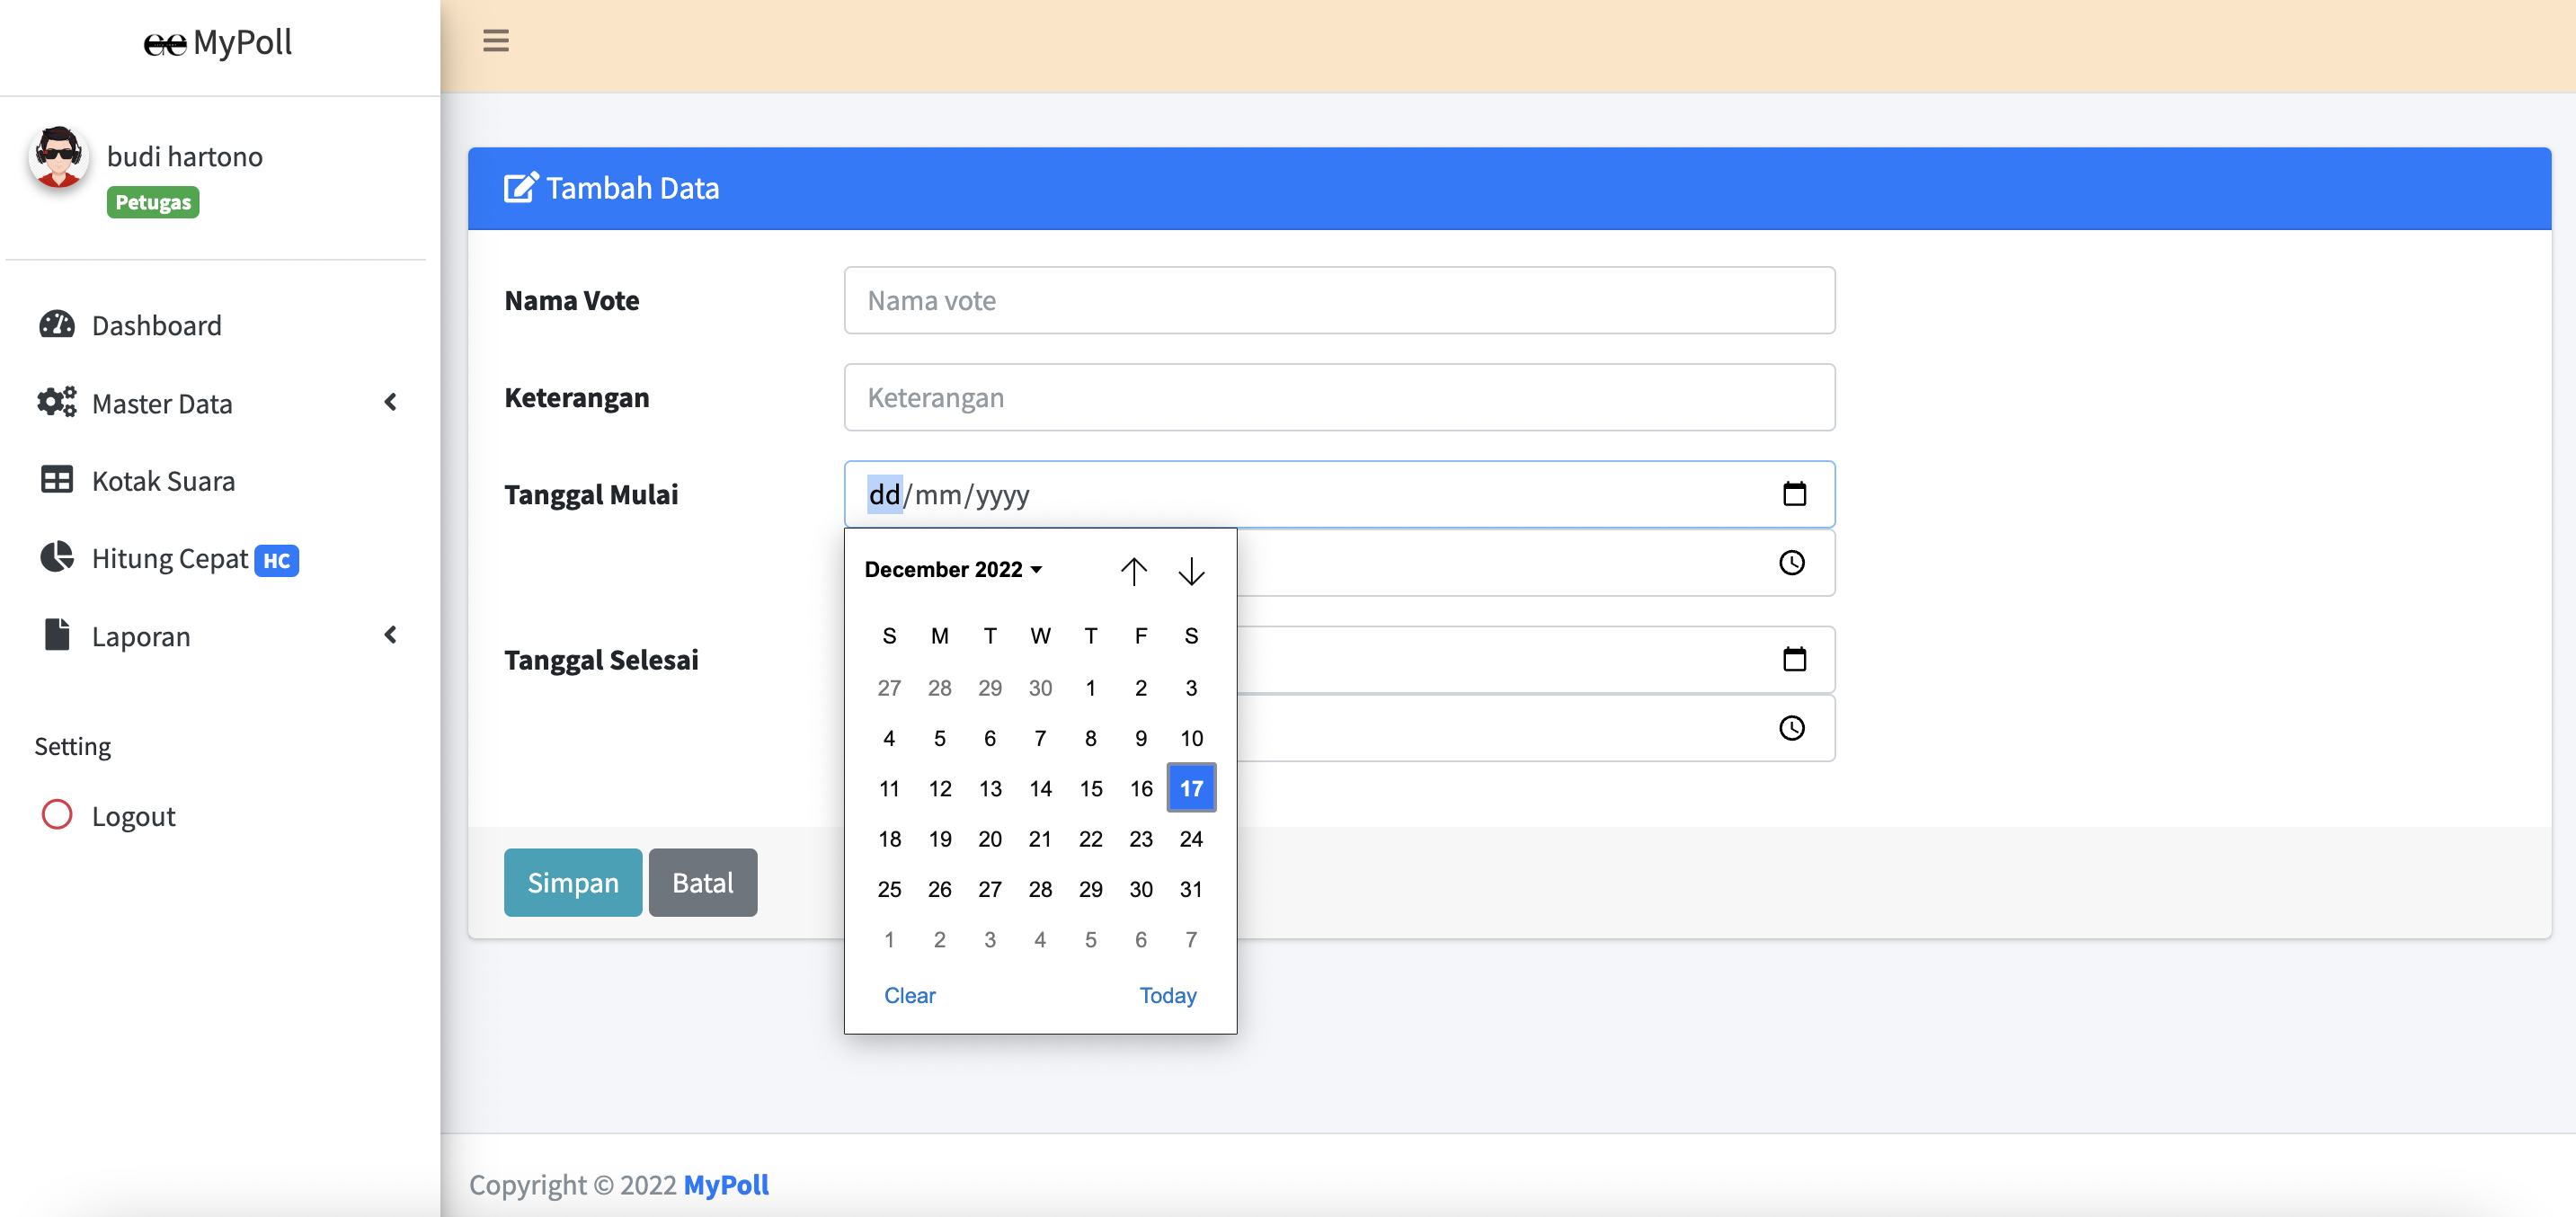 MyPoll
budi hartono
Petugas
Dashboard
Master Data
Kotak Suara
Hitung Cepat HC
Laporan
Setting
Logout
Tambah Data
Nama Vote
Nama vote
Keterangan
Keterangan
Tanggal Mulai
dd/mm/yyyy
December 2022
S M T W T F S
27 28 29 30 1 2 3
4 5 6 7 8 9 10
11 12 13 14 15 16 17
18 19 20 21 22 23 24
25 26 27 28 29 30 31
1 2 3 4 5 6 7
Clear Today
Tanggal Selesai
Simpan Batal
Copyright © 2022 MyPoll